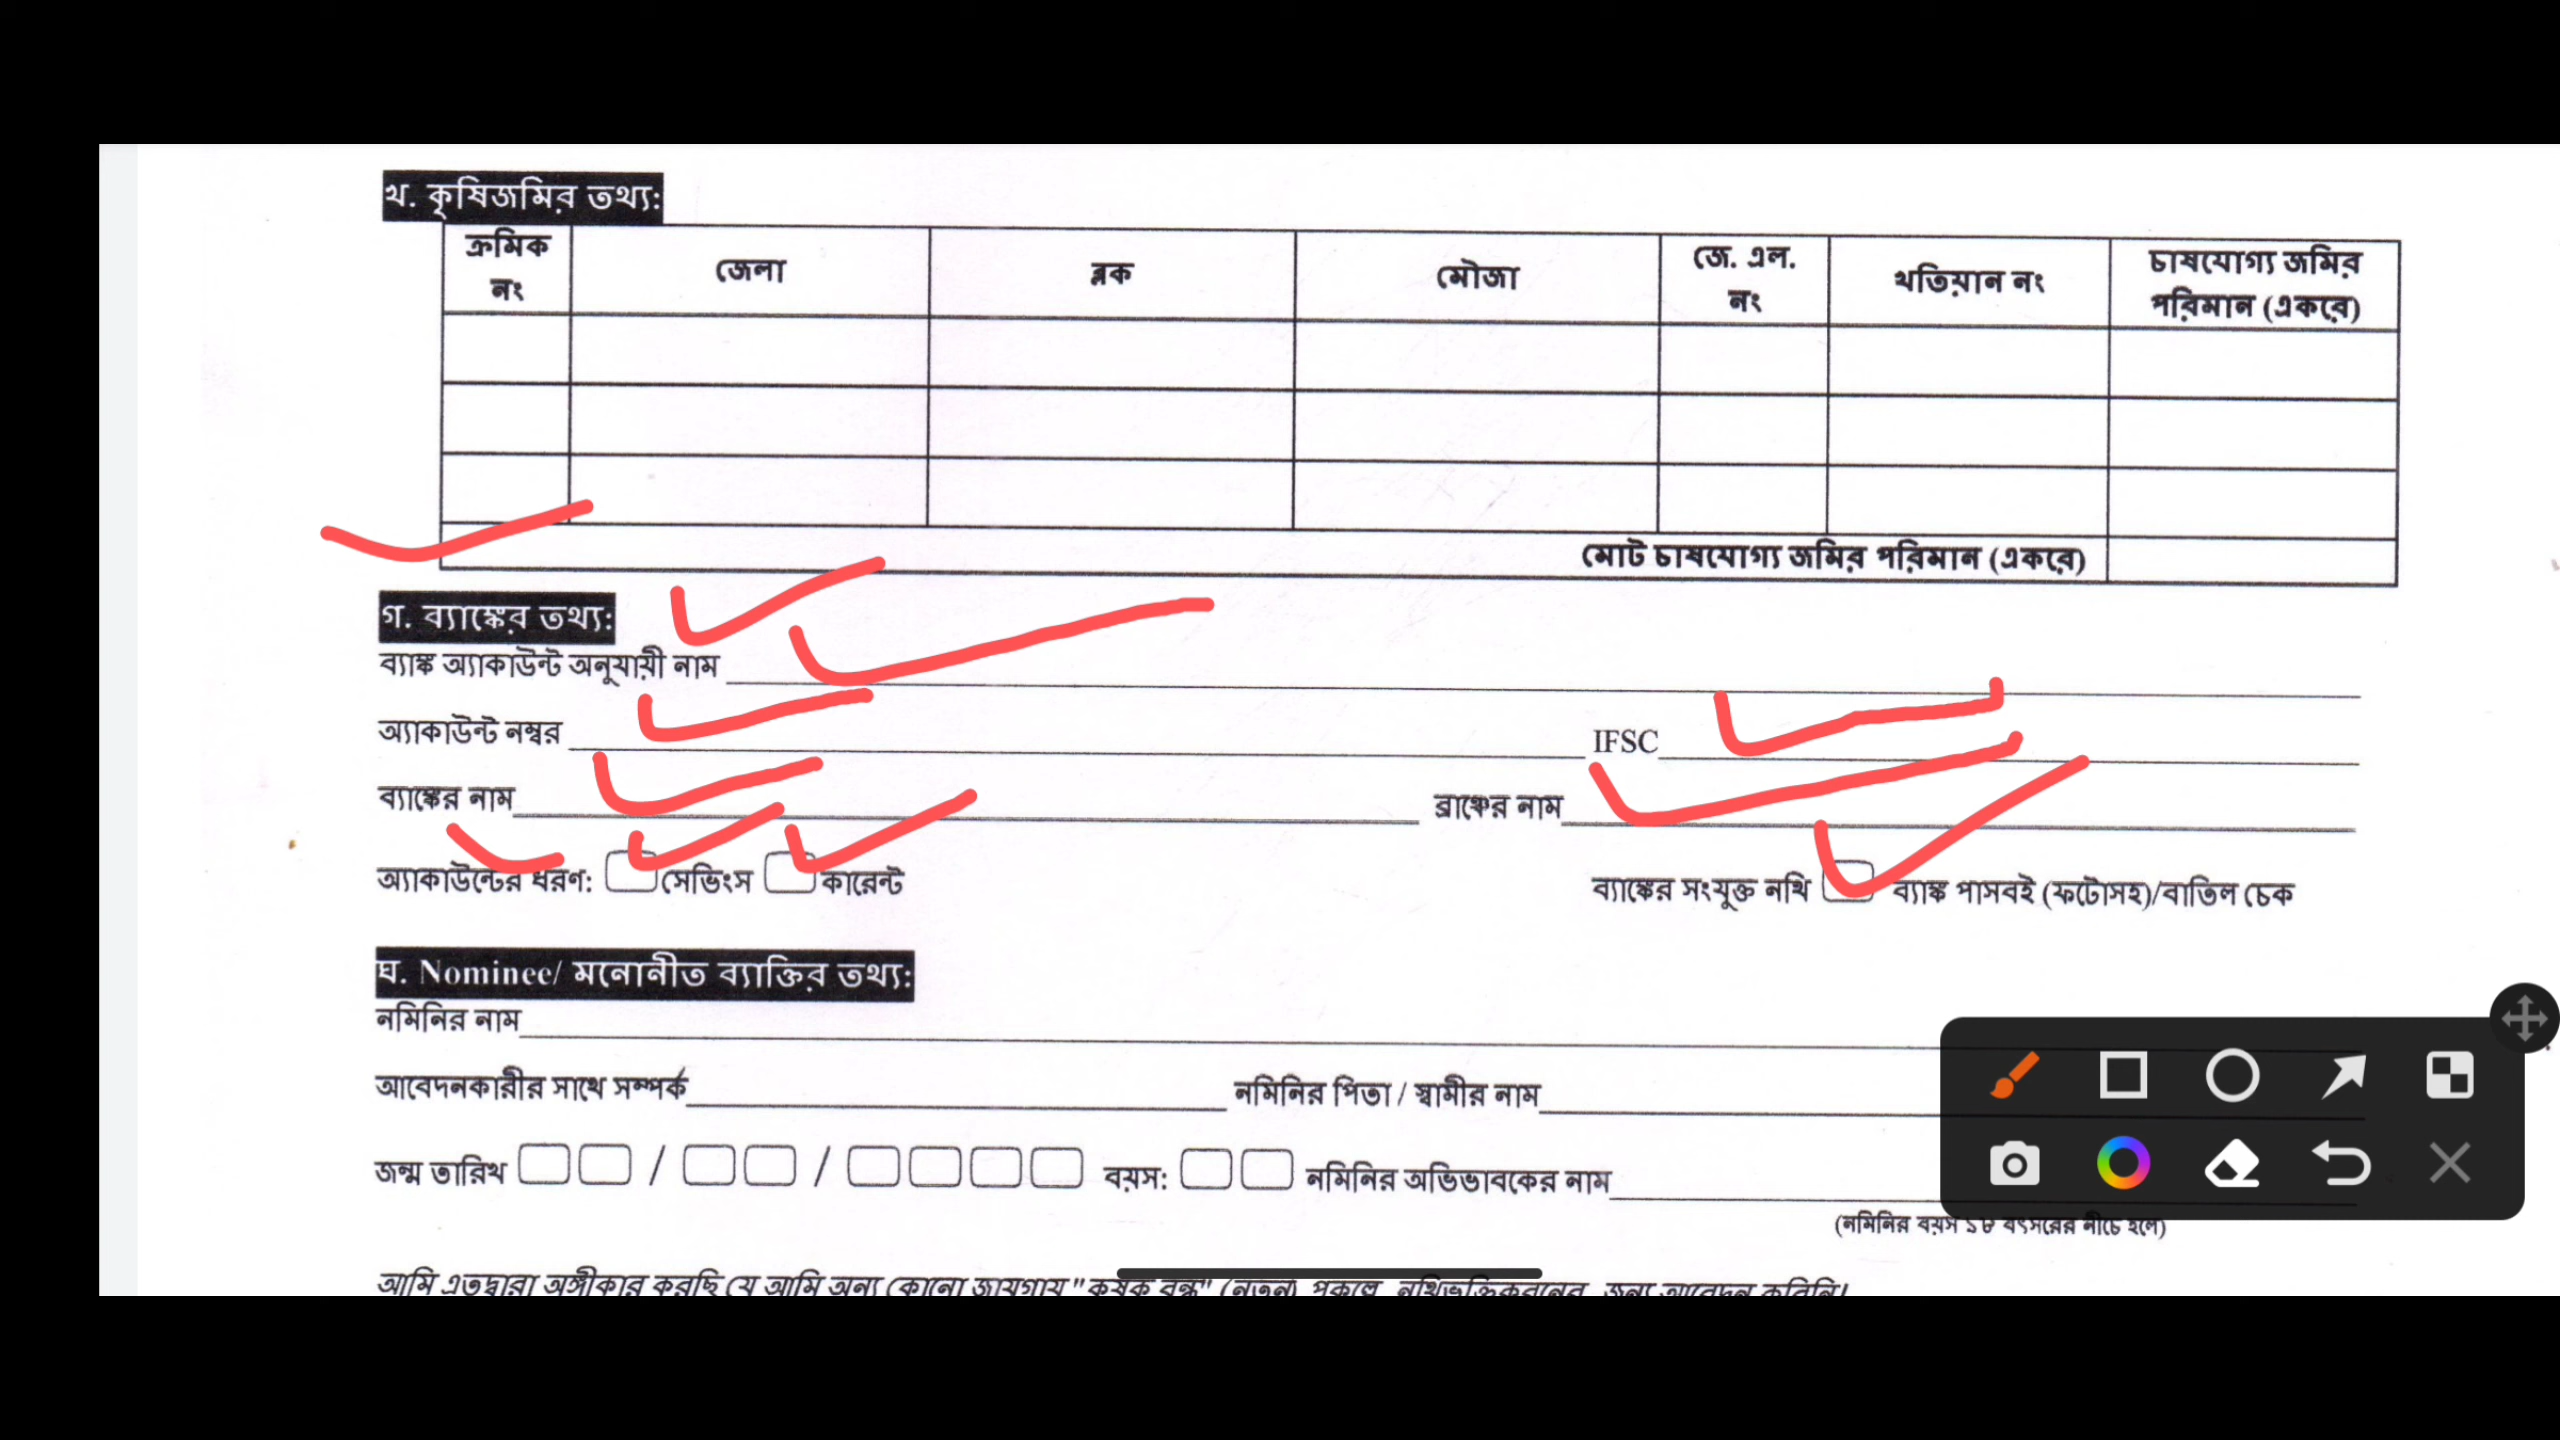 খ. কৃষিজমির তথ্য:
ক্রমিক নং
জেলা
ব্লক
মৌজা
জে. এল. নং
খতিয়ান নং
চাষযোগ্য জমির পরিমান (একরে)
মোট চাষযোগ্য জমির পরিমান (একরে)
গ. ব্যাঙ্কের তথ্য:
ব্যাঙ্ক অ্যাকাউন্ট অনুযায়ী নাম
অ্যাকাউন্ট নম্বর IFSC
ব্যাঙ্কের নাম ব্রাঞ্চের নাম
অ্যাকাউন্টের ধরণ: সেভিংস কারেন্ট ব্যাঙ্কের সংযুক্ত নথি ব্যাঙ্ক পাসবই (ফটোসহ)/বাতিল চেক
ঘ. Nominee/ মনোনীত ব্যাক্তির তথ্য:
নমিনির নাম
আবেদনকারীর সাথে সম্পর্ক নমিনির পিতা / স্বামীর নাম
জন্ম তারিখ / / বয়স: নমিনির অভিভাবকের নাম
(নমিনির বয়স ১৮ বৎসরের নীচে হলে)
আমি এতদ্বারা অঙ্গীকার করছি যে আমি অন্য কোনো জায়গায় "কৃষক বন্ধু" (নতুন) প্রকল্পে নথিভুক্তিকরনের জন্য আবেদন করিনি।